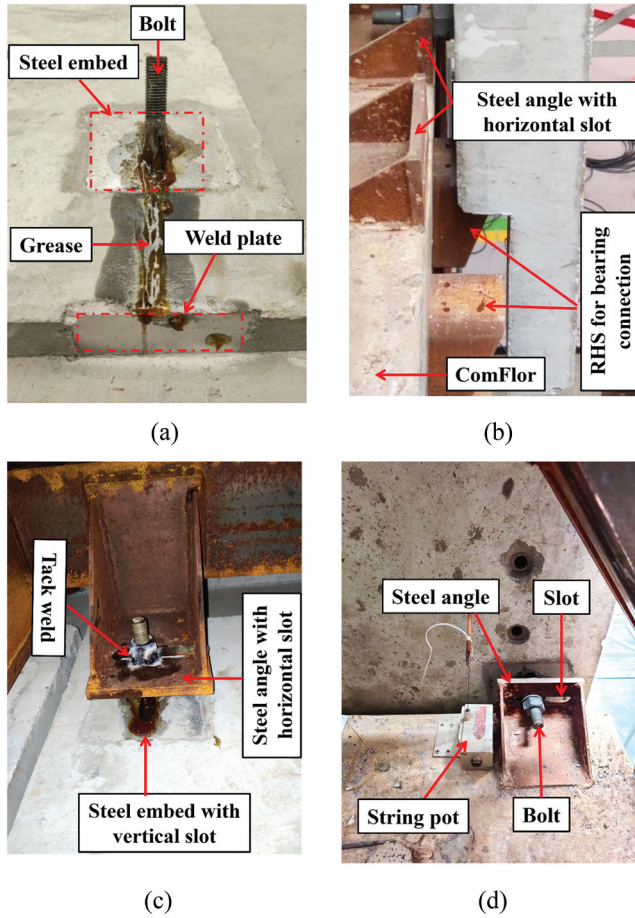 Bolt
Steel embed
Grease
Weld plate
(a)
Steel angle with
horizontal slot
RHS for bearing
connection
ComFlor
(b)
Tack weld
Steel angle with
horizontal slot
Steel embed with
vertical slot
(c)
Steel angle
Slot
String pot
Bolt
(d)